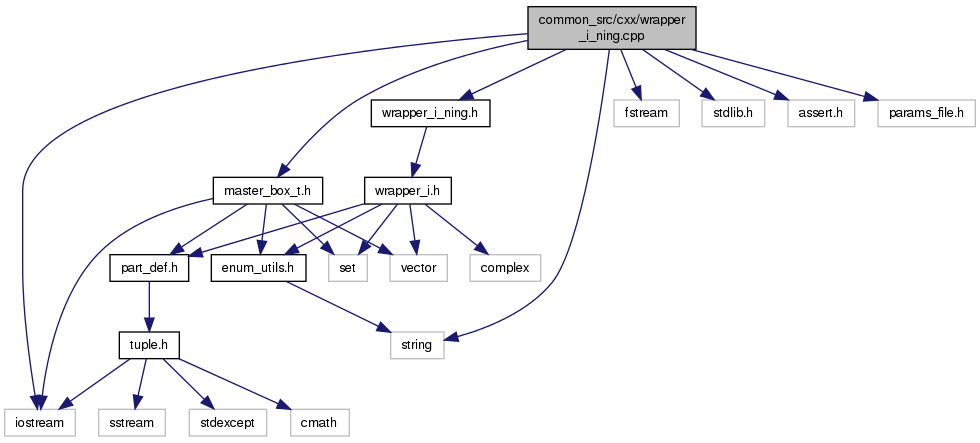 common_src/cxx/wrapper
_i_ning.cpp
wrapper_i_ning.h
fstream
stdlib.h
assert.h
params_file.h
master_box_t.h
wrapper_i.h
part_def.h
enum_utils.h
set
vector
complex
tuple.h
string
iostream
sstream
stdexcept
cmath